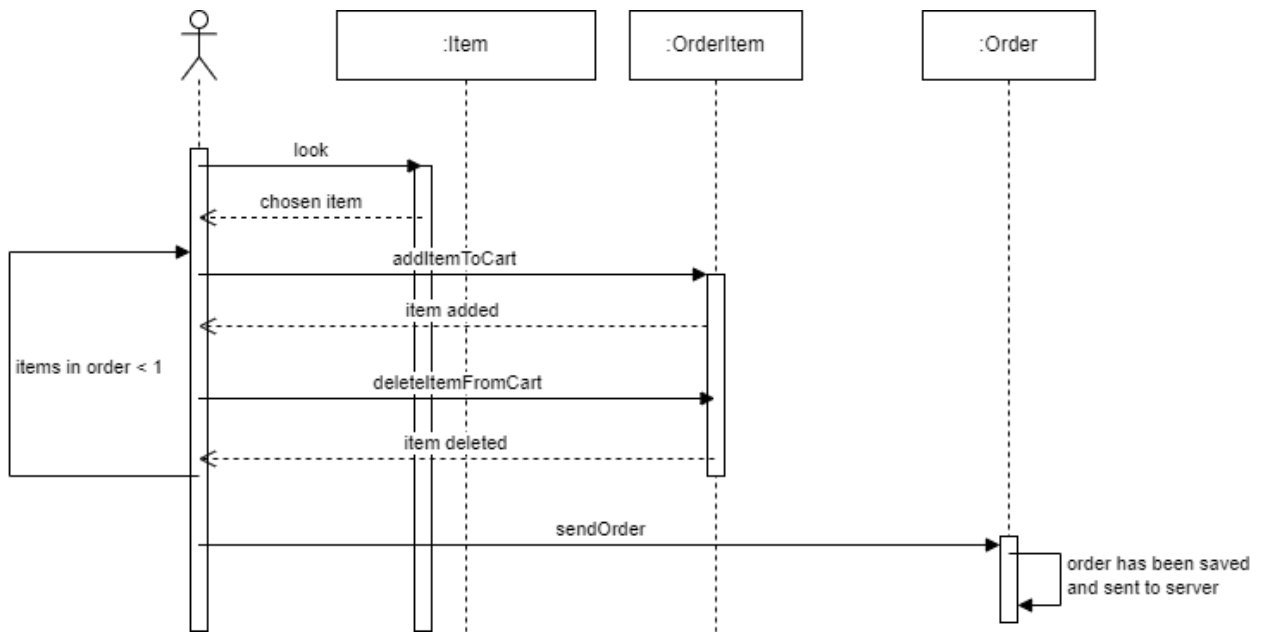 :Item
:OrderItem
:Order
look
chosen item
addItemToCart
item added
items in order < 1
deleteItemFromCart
item deleted
sendOrder
order has been saved
and sent to server